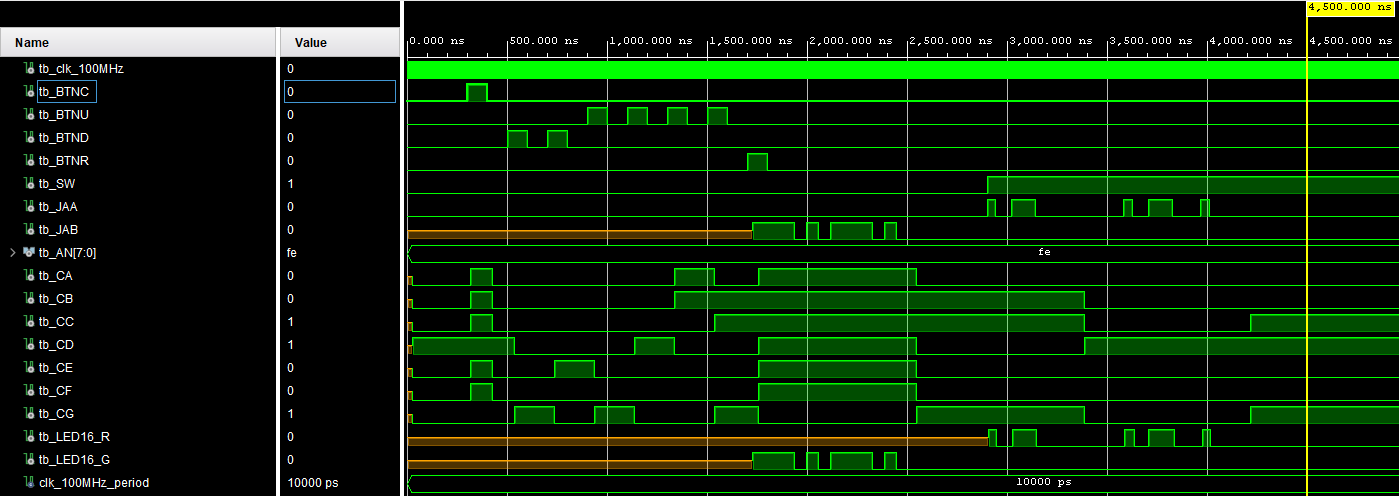 4,500.000 ns
Name Value
0.000 ns 500.000 ns 1,000.000 ns 1,500.000 ns 2,000.000 ns 2,500.000 ns 3,000.000 ns 3,500.000 ns 4,000.000 ns 4,500.000 ns
tb_clk_100MHz 0
tb_BTNC 0
tb_BTNU 0
tb_BTND 0
tb_BTNR 0
tb_SW 1
tb_JAA 0
tb_JAB 0
tb_AN[7:0] fe fe
tb_CA 0
tb_CB 0
tb_CC 1
tb_CD 1
tb_CE 0
tb_CF 0
tb_CG 1
tb_LED16_R 0
tb_LED16_G 0
clk_100MHz_period 10000 ps 10000 ps